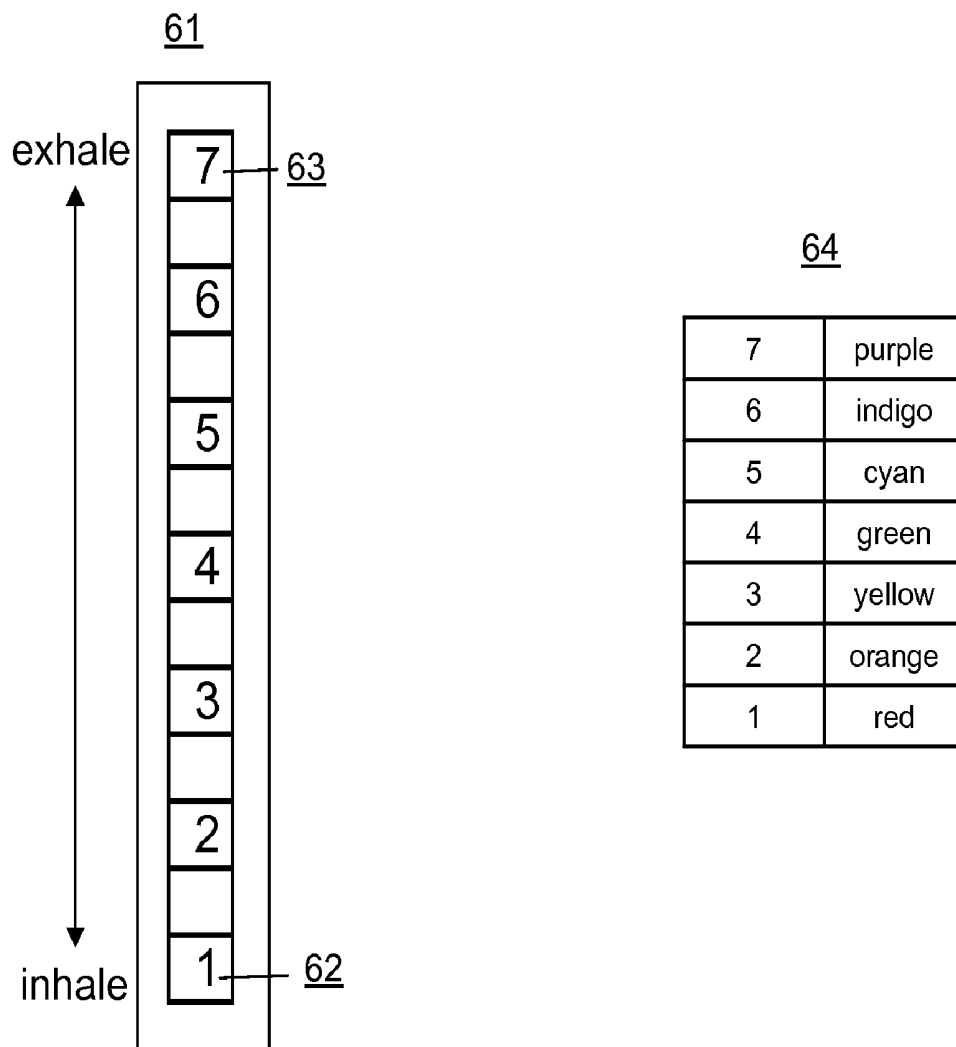 61
exhale
7
63
6
5
4
3
2
1
62
inhale
64
7 purple
6 indigo
5 cyan
4 green
3 yellow
2 orange
1 red